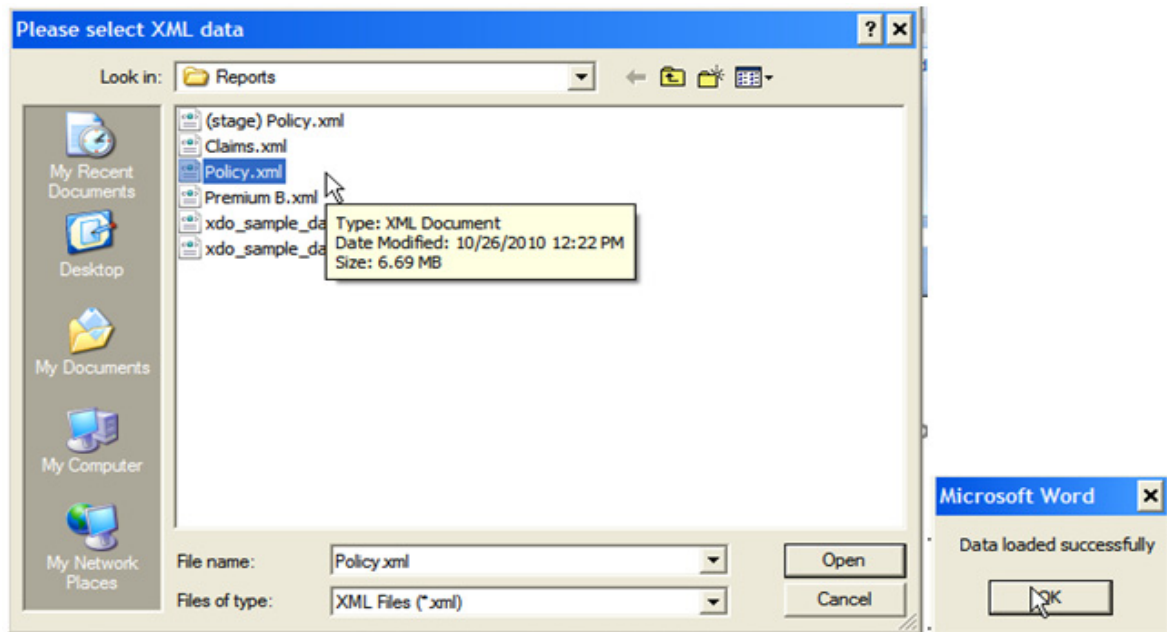 Please select XML data
Look in: Reports
(stage) Policy.xml
Claims.xml
Policy.xml
Premium B.xml
xdo_sample_da
xdo_sample_da
Type: XML Document
Date Modified: 10/26/2010 12:22 PM
Size: 6.69 MB
My Recent
Documents
Desktop
My Documents
My Computer
My Network
Places
File name: Policy.xml Open
Files of type: XML Files (*.xml) Cancel
Microsoft Word
Data loaded successfully